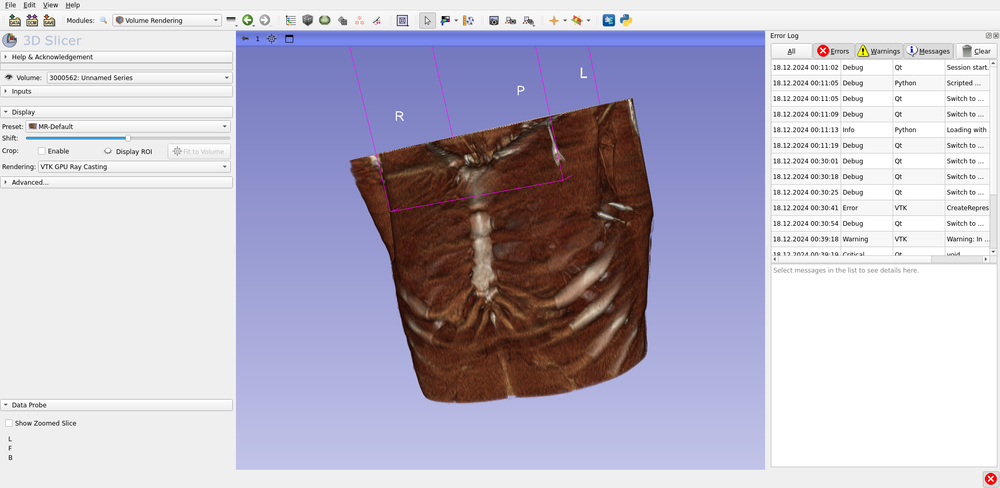 File Edit View Help
DATA DCM SAVE Modules: Volume Rendering
3D Slicer
Help & Acknowledgement
Volume: 3000562: Unnamed Series
Inputs
Display
Preset: MR-Default
Shift:
Crop: Enable Display ROI Fit to Volume
Rendering: VTK GPU Ray Casting
Advanced...
Data Probe
Show Zoomed Slice
L
F
B
1
L
P
R
Error Log
All Errors Warnings Messages Clear
18.12.2024 00:11:02 Debug Qt Session start.
18.12.2024 00:11:05 Debug Python Scripted ...
18.12.2024 00:11:05 Debug Qt Switch to ...
18.12.2024 00:11:09 Debug Qt Switch to ...
18.12.2024 00:11:13 Info Python Loading with
18.12.2024 00:11:19 Debug Qt Switch to ...
18.12.2024 00:30:01 Debug Qt Switch to ...
18.12.2024 00:30:18 Debug Qt Switch to ...
18.12.2024 00:30:25 Debug Qt Switch to ...
18.12.2024 00:30:41 Error VTK CreateRepres
18.12.2024 00:30:54 Debug Qt Switch to ...
18.12.2024 00:39:18 Warning VTK Warning: In ...
18.12.2024 00:39:19 Critical Qt void
Select messages in the list to see details here.